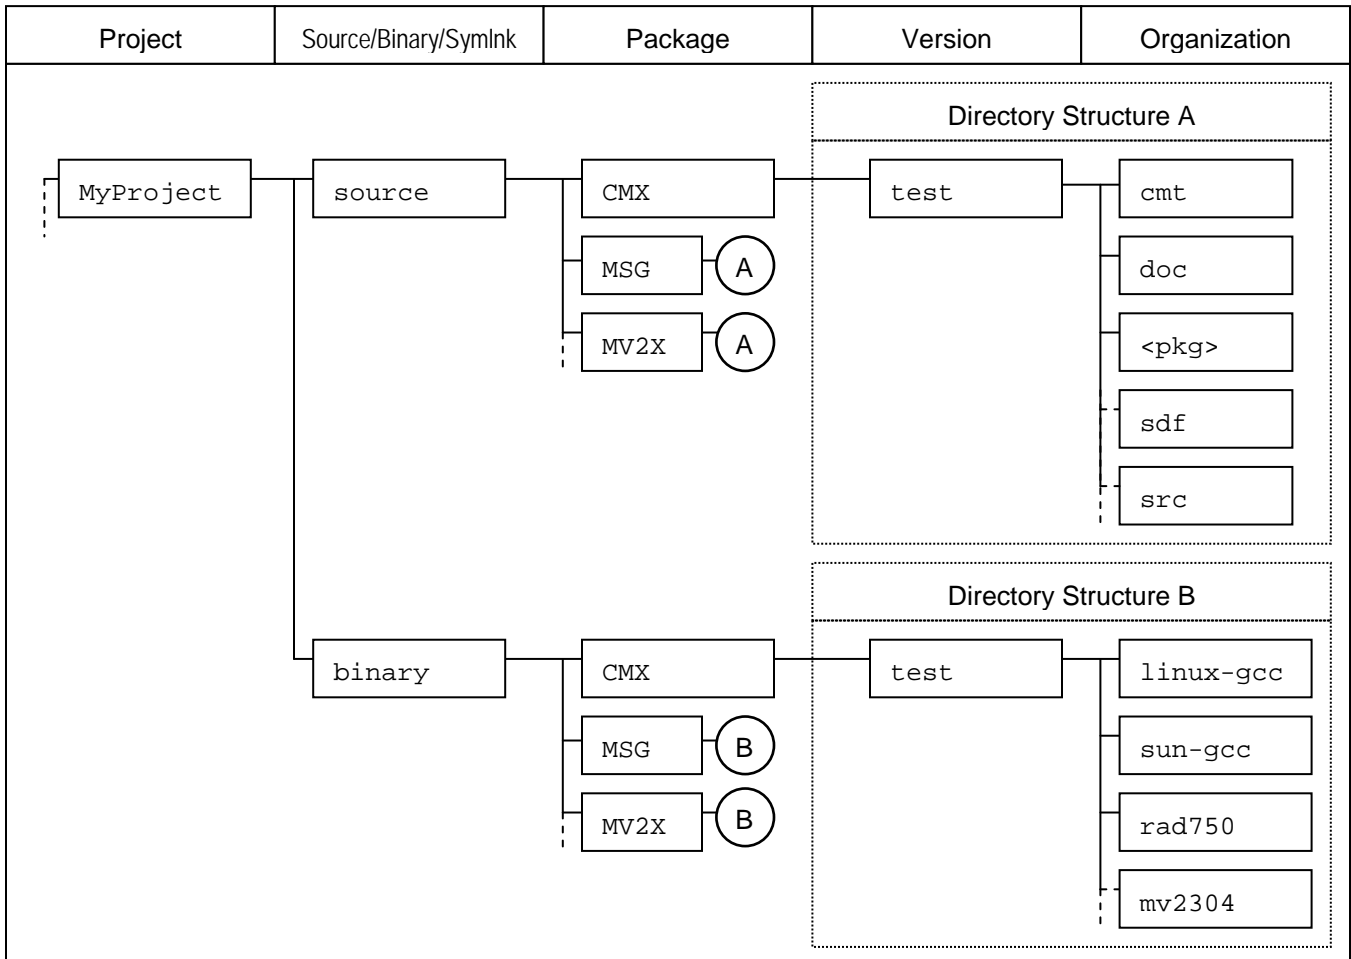 Project Source/Binary/Symlnk Package Version Organization
Directory Structure A
MyProject source CMX test cmt
MSG A doc
MV2X A <pkg>
sdf
src
Directory Structure B
binary CMX test linux-gcc
MSG B sun-gcc
MV2X B rad750
mv2304